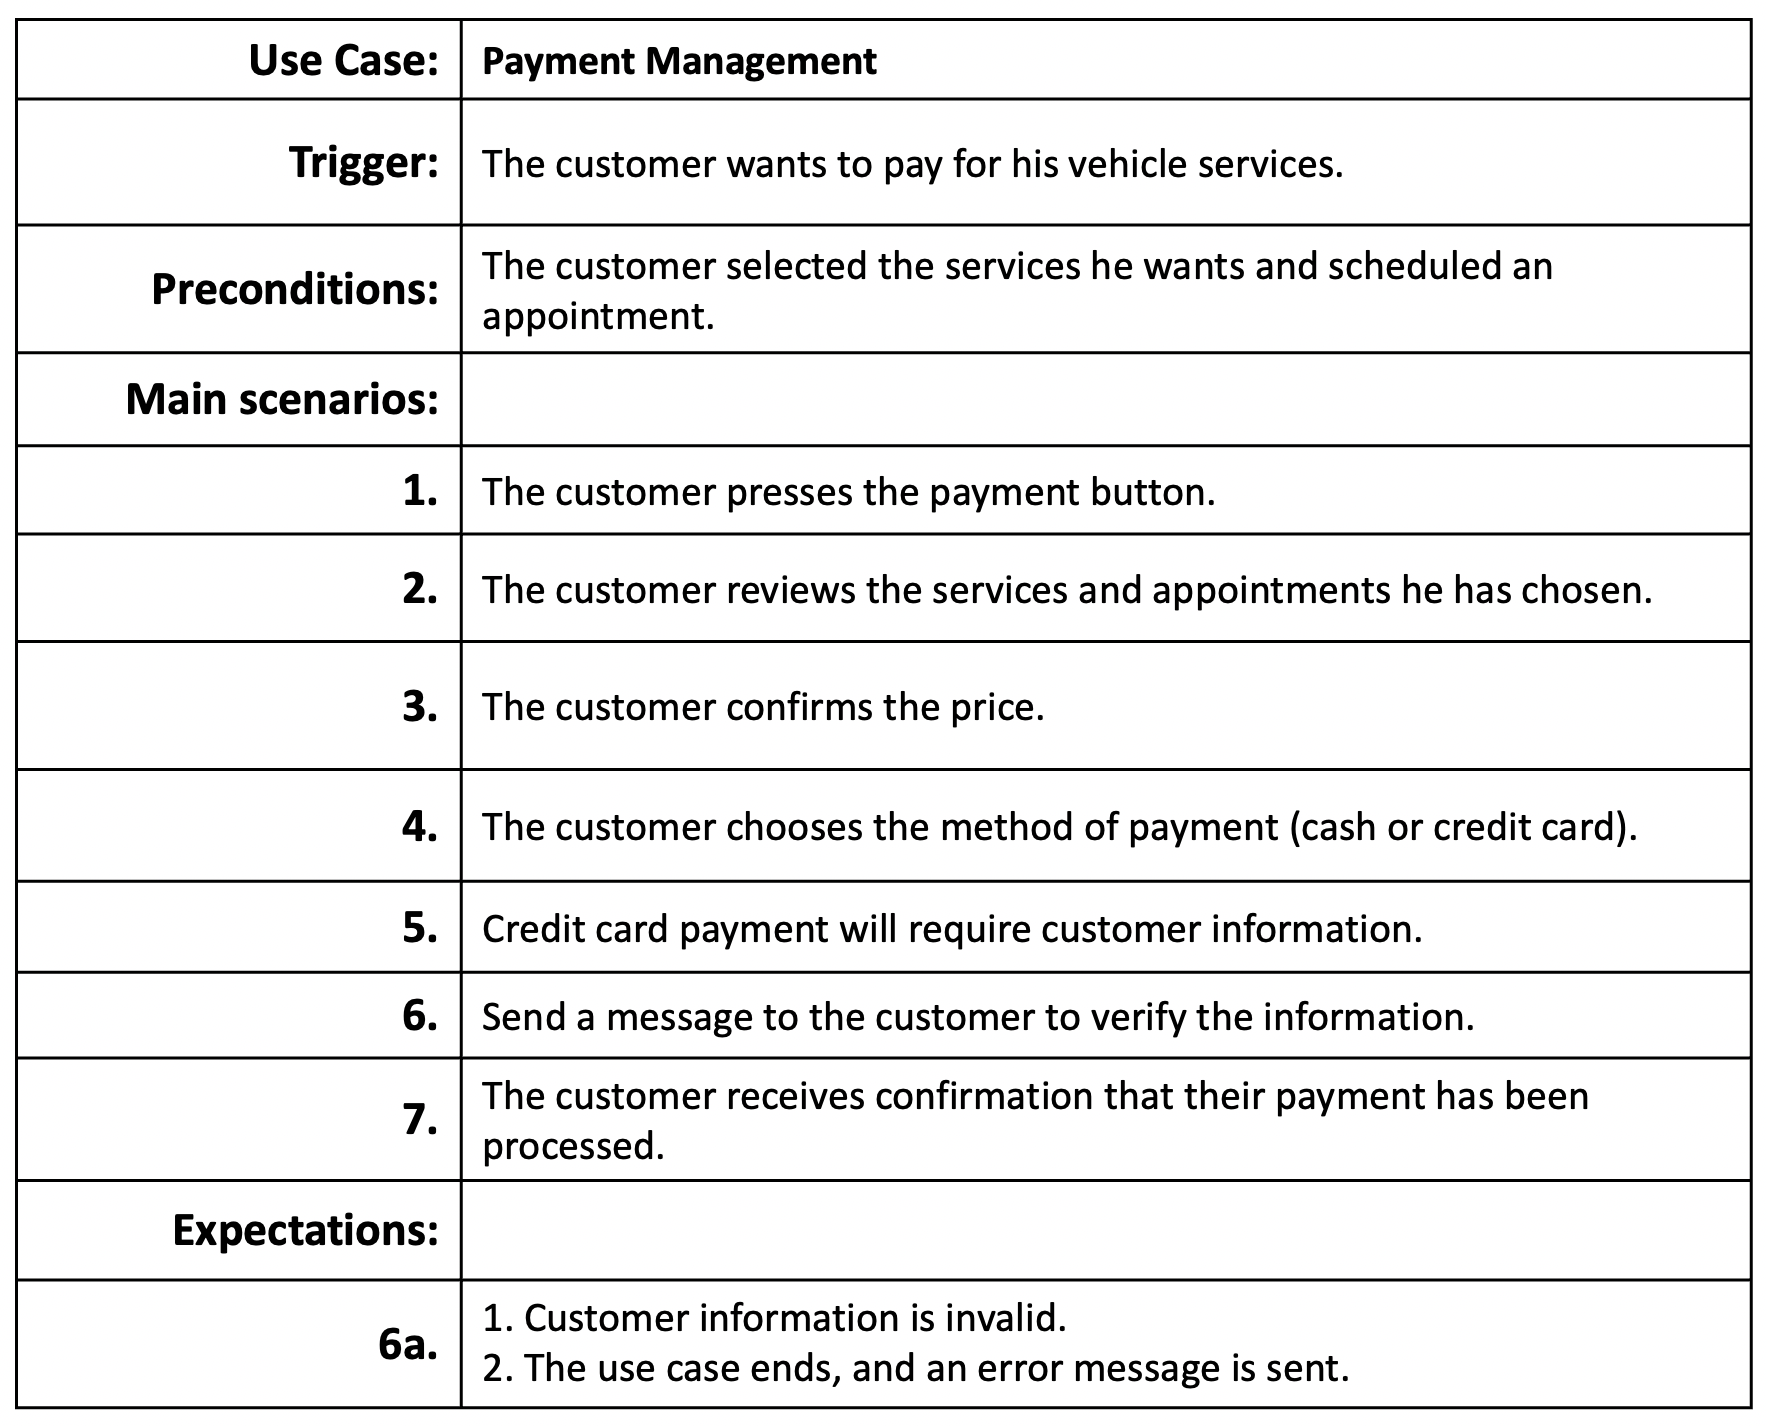 Use Case: Payment Management
Trigger: The customer wants to pay for his vehicle services.
Preconditions: The customer selected the services he wants and scheduled an
appointment.
Main scenarios:
1. The customer presses the payment button.
2. The customer reviews the services and appointments he has chosen.
3. The customer confirms the price.
4. The customer chooses the method of payment (cash or credit card).
5. Credit card payment will require customer information.
6. Send a message to the customer to verify the information.
7. The customer receives confirmation that their payment has been
processed.
Expectations:
6a. 1. Customer information is invalid.
2. The use case ends, and an error message is sent.